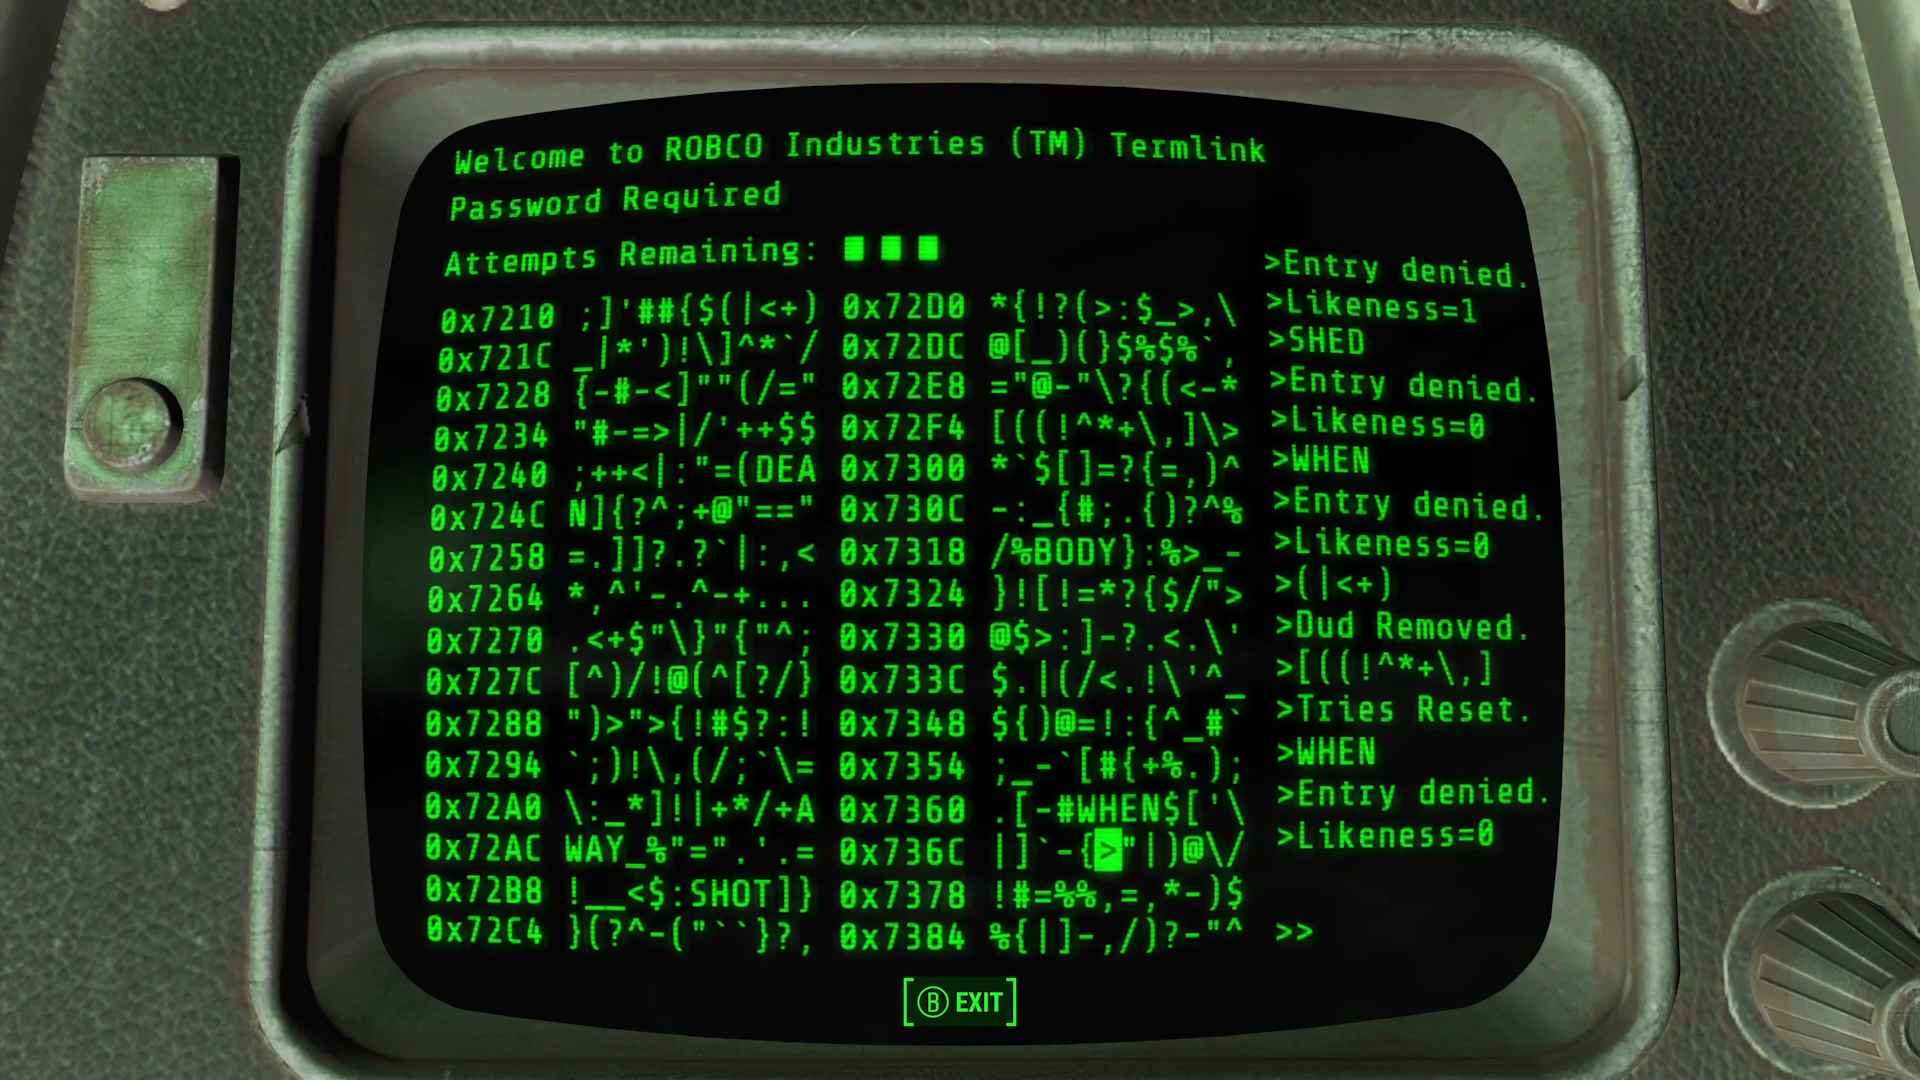 Welcome to ROBCO Industries (TM) Termlink
Password Required
Attempts Remaining: ■ ■ ■
0x7210 ;]'##{$(|<+) 0x72D0 *{!?(>:$_>,\
0x721C _|*')!\]^*`/ 0x72DC @[_)(}$%$%`,
0x7228 {-#-<]""(/=" 0x72E8 ="@-"\?{(<-*
0x7234 "#-=>|/'++$$ 0x72F4 [((!^*+\,]\>
0x7240 ;++<|:"=(DEA 0x7300 *`$[]=?{=,)^
0x724C N]{?^;+@"==" 0x730C -:_{#;.{)?^%
0x7258 =.]]?.?`|:,< 0x7318 /%BODY}:%>_-
0x7264 *,^'-.^-+... 0x7324 }![!=*?{$/">
0x7270 .<+$"\}"{"^; 0x7330 @$>:]-?.<.\'
0x727C [^)/!@(^[?/} 0x733C $.|(/<.!\'^_
0x7288 ")>">{!#$?:! 0x7348 ${)@=!:{^_#`
0x7294 `;)!\,(/;`\= 0x7354 ;_-`[#{+%.);
0x72A0 \:_*]!|+*/+A 0x7360 .[-#WHEN$['\
0x72AC WAY_%"=".'.= 0x736C |]`-{>"|)@\/
0x72B8 !__<$:SHOT]} 0x7378 !#=%%,=,*-)$
0x72C4 }(?^-("``}?, 0x7384 %{|]-,/)?-"^
>Entry denied.
>Likeness=1
>SHED
>Entry denied.
>Likeness=0
>WHEN
>Entry denied.
>Likeness=0
>(|<+)
>Dud Removed.
>[((!^*+\,]
>Tries Reset.
>WHEN
>Entry denied.
>Likeness=0
>>
[Ⓑ EXIT]